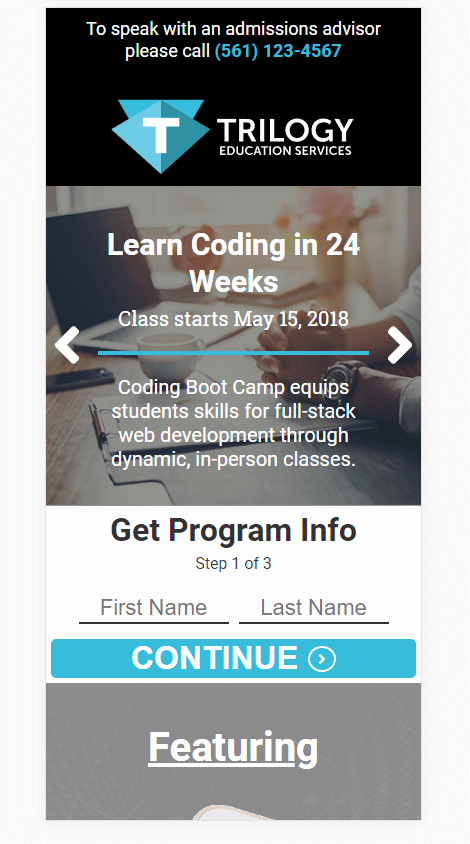 To speak with an admissions advisor
please call (561) 123-4567
T
TRILOGY
EDUCATION SERVICES
Learn Coding in 24
Weeks
Class starts May 15, 2018
Coding Boot Camp equips
students skills for full-stack
web development through
dynamic, in-person classes.
Get Program Info
Step 1 of 3
First Name Last Name
CONTINUE
Featuring